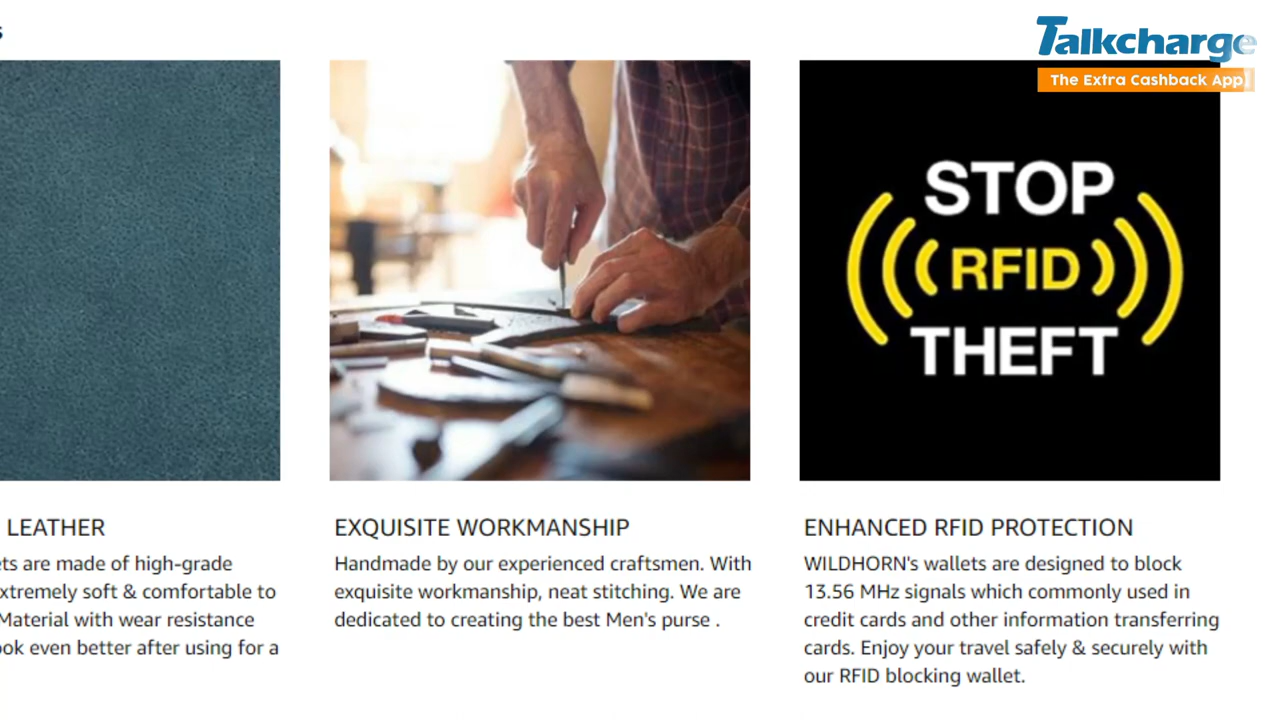 s
Talkcharge
The Extra Cashback App
STOP
RFID
THEFT
LEATHER
ets are made of high-grade
xtremely soft & comfortable to
Material with wear resistance
ok even better after using for a
EXQUISITE WORKMANSHIP
Handmade by our experienced craftsmen. With
exquisite workmanship, neat stitching. We are
dedicated to creating the best Men's purse .
ENHANCED RFID PROTECTION
WILDHORN's wallets are designed to block
13.56 MHz signals which commonly used in
credit cards and other information transferring
cards. Enjoy your travel safely & securely with
our RFID blocking wallet.